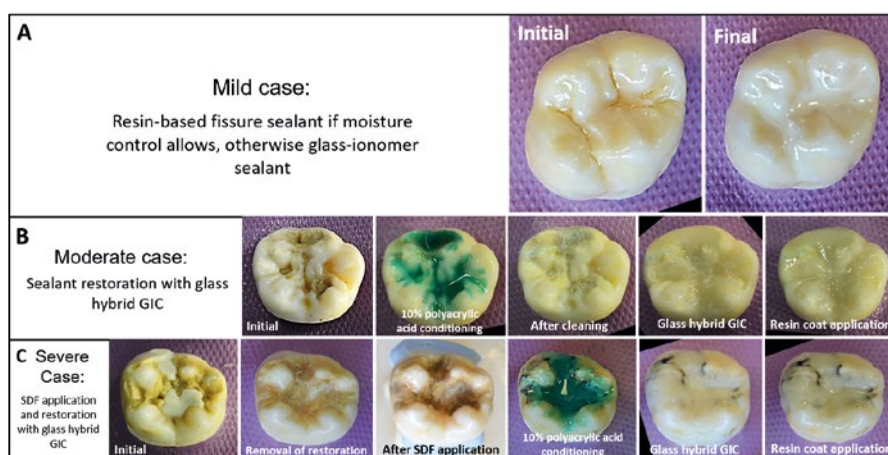 A
Mild case:
Resin-based fissure sealant if moisture
control allows, otherwise glass-ionomer
sealant
Initial
Final
B
Moderate case:
Sealant restoration with glass
hybrid GIC
Initial
10% polyacrylic
acid conditioning
After cleaning
Glass hybrid GIC
Resin coat application
C
Severe
Case:
SDF application
and restoration
with glass hybrid
GIC
Initial
Removal of restoration
After SDF application
10% polyacrylic acid
conditioning
Glass hybrid GIC
Resin coat application